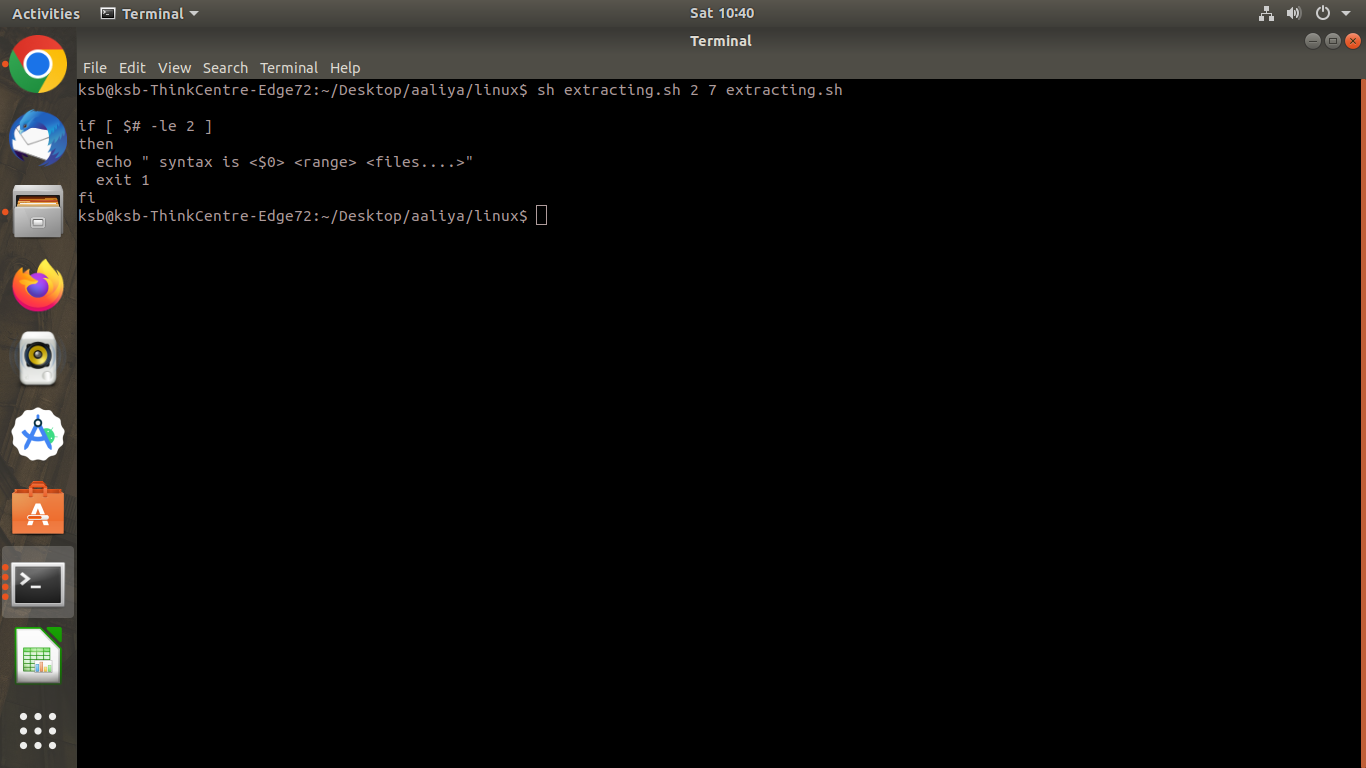 Activities Terminal Sat 10:40
Terminal
File Edit View Search Terminal Help
ksb@ksb-ThinkCentre-Edge72:~/Desktop/aaliya/linux$ sh extracting.sh 2 7 extracting.sh
if [ $# -le 2 ]
then
  echo " syntax is <$0> <range> <files....>"
  exit 1
fi
ksb@ksb-ThinkCentre-Edge72:~/Desktop/aaliya/linux$